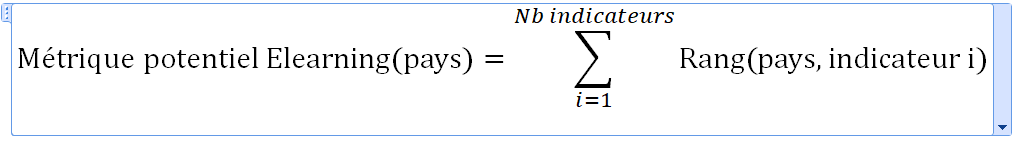 Métrique potentiel Elearning(pays) = ∑ Rang(pays, indicateur i)
Nb indicateurs
i=1